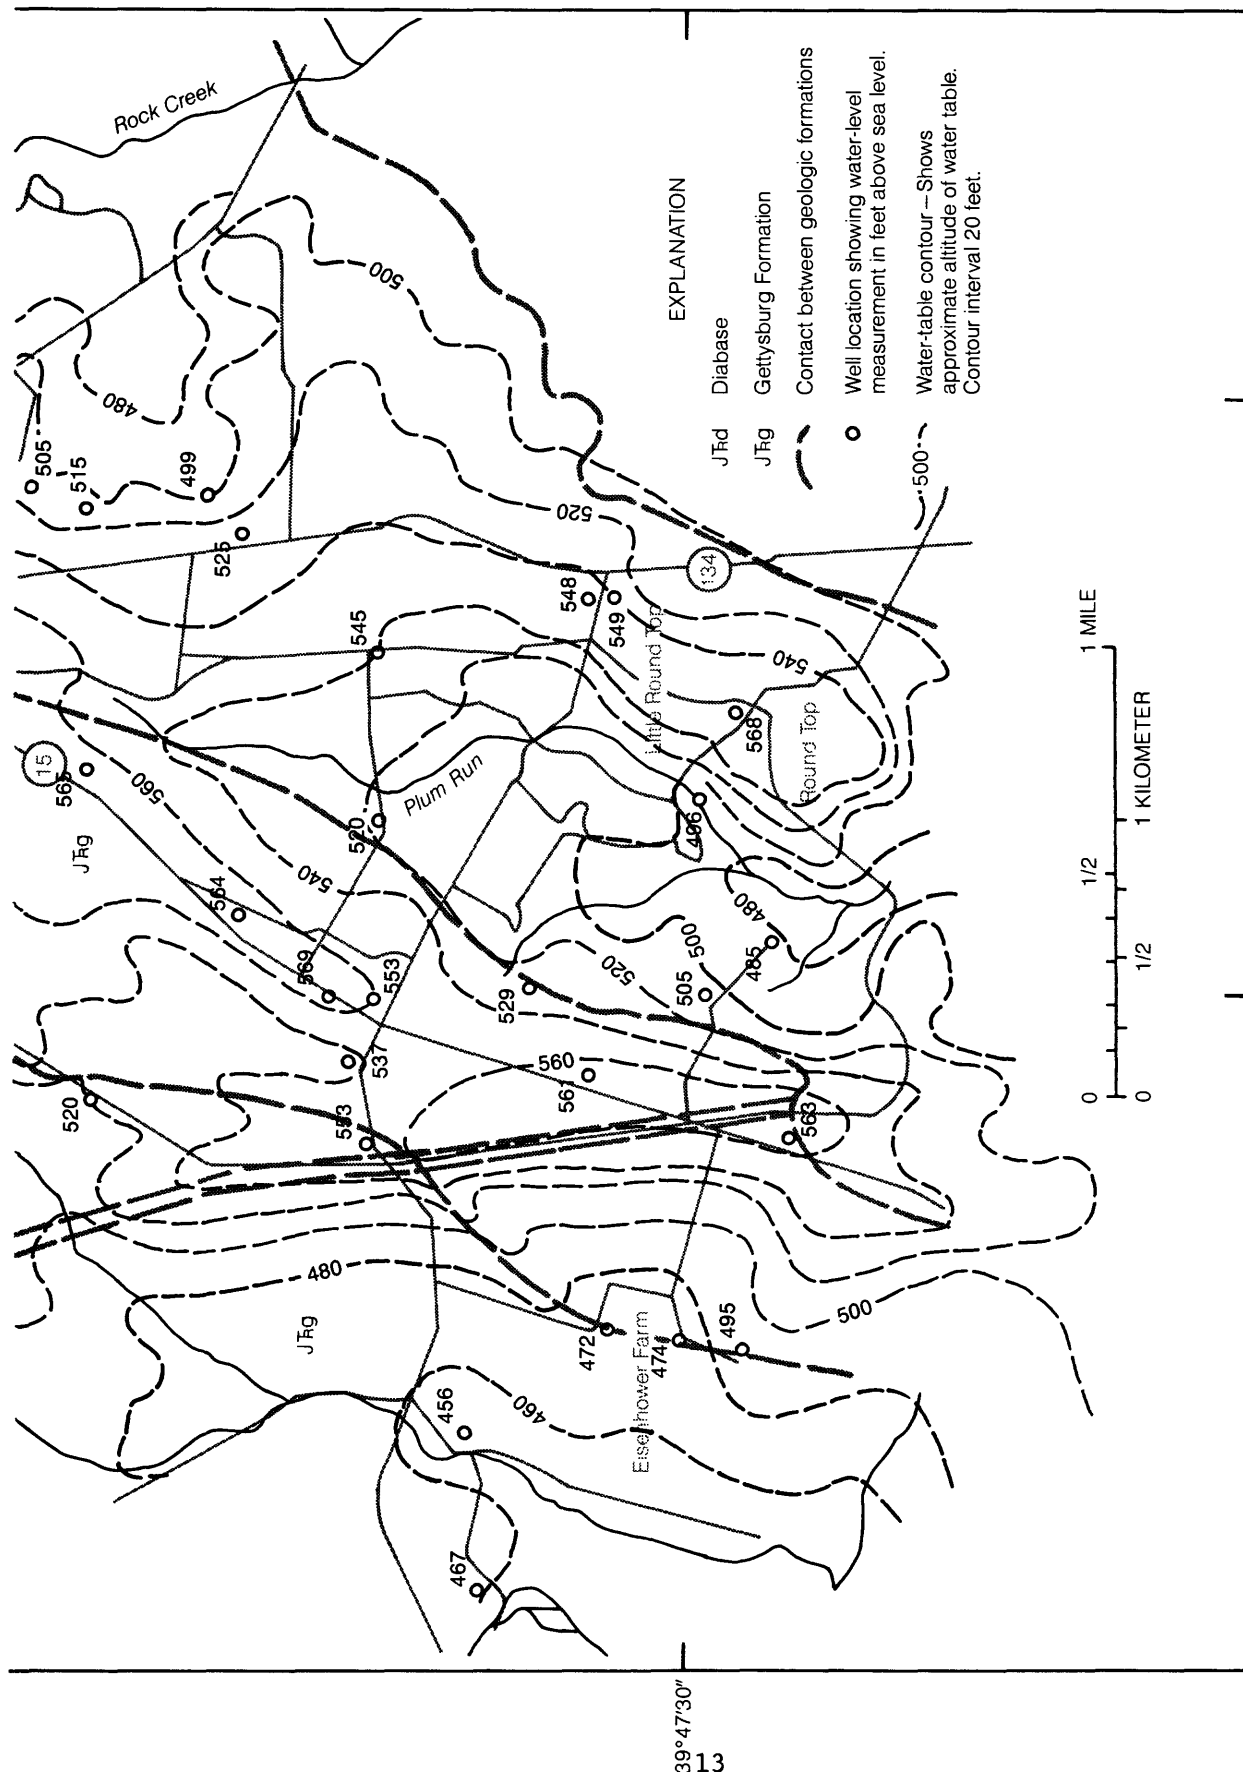 Rock Creek
500
480
505
515
499
525
520
134
548
549
545
Little Round Top
540
568
Round Top
15
565
JTRg
560
564
540
520
Plum Run
496
480
500
485
520
505
569
553
529
537
520
553
560
561
563
480
JTRg
472
Eisenhower Farm
474
495
500
456
460
467
EXPLANATION
JTRd Diabase
JTRg Gettysburg Formation
Contact between geologic formations
Well location showing water-level
measurement in feet above sea level.
500
Water-table contour – Shows
approximate altitude of water table.
Contour interval 20 feet.
0 1/2 1 MILE
0 1/2 1 KILOMETER
39°47'30"
13